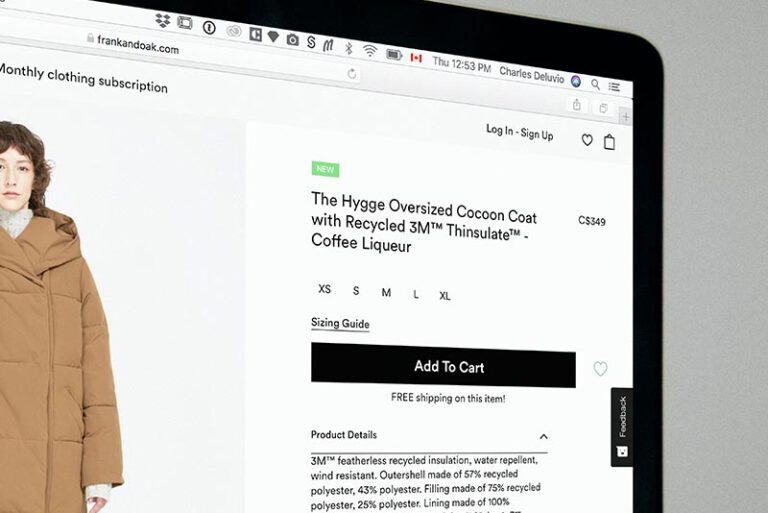 frankandoak.com
Thu 12:53 PM Charles Deluvio
Monthly clothing subscription
Log In - Sign Up
NEW
The Hygge Oversized Cocoon Coat
with Recycled 3M™ Thinsulate™ -
Coffee Liqueur
C$349
XS S M L XL
Sizing Guide
Add To Cart
FREE shipping on this item!
Feedback
Product Details
3M™ featherless recycled insulation, water repellent,
wind resistant. Outershell made of 57% recycled
polyester, 43% polyester. Filling made of 75% recycled
polyester, 25% polyester. Lining made of 100%